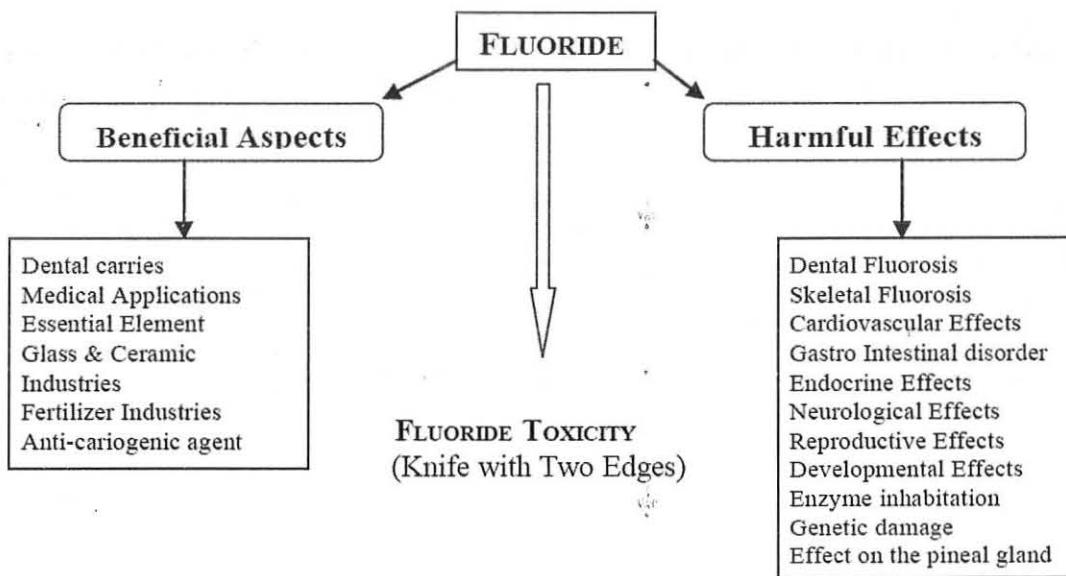 FLUORIDE
Beneficial Aspects
Harmful Effects
Dental carries
Medical Applications
Essential Element
Glass & Ceramic
Industries
Fertilizer Industries
Anti-cariogenic agent
FLUORIDE TOXICITY
(Knife with Two Edges)
Dental Fluorosis
Skeletal Fluorosis
Cardiovascular Effects
Gastro Intestinal disorder
Endocrine Effects
Neurological Effects
Reproductive Effects
Developmental Effects
Enzyme inhabitation
Genetic damage
Effect on the pineal gland